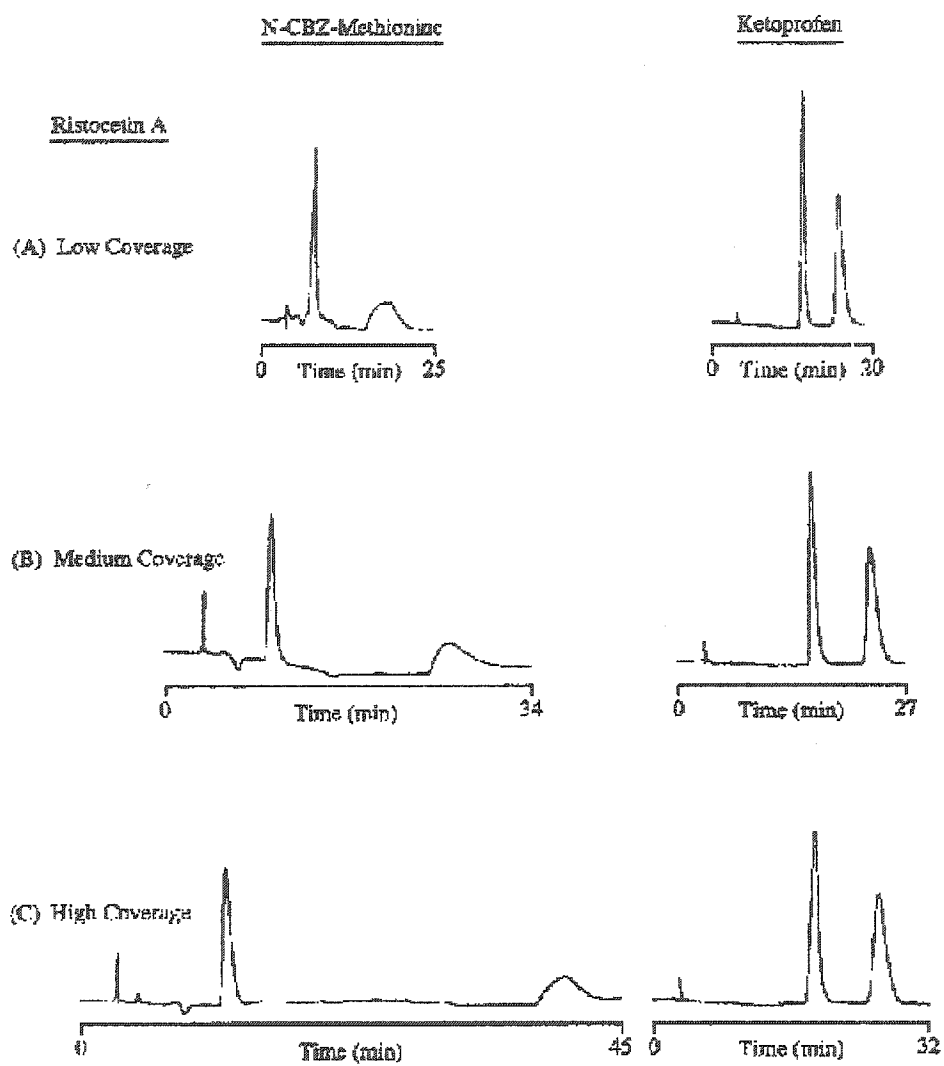 N-CBZ-Methionine
Ketoprofen
Ristocetin A
(A) Low Coverage
0 Time (min) 25
0 Time (min) 20
(B) Medium Coverage
0 Time (min) 34
0 Time (min) 27
(C) High Coverage
0 Time (min) 45
0 Time (min) 32